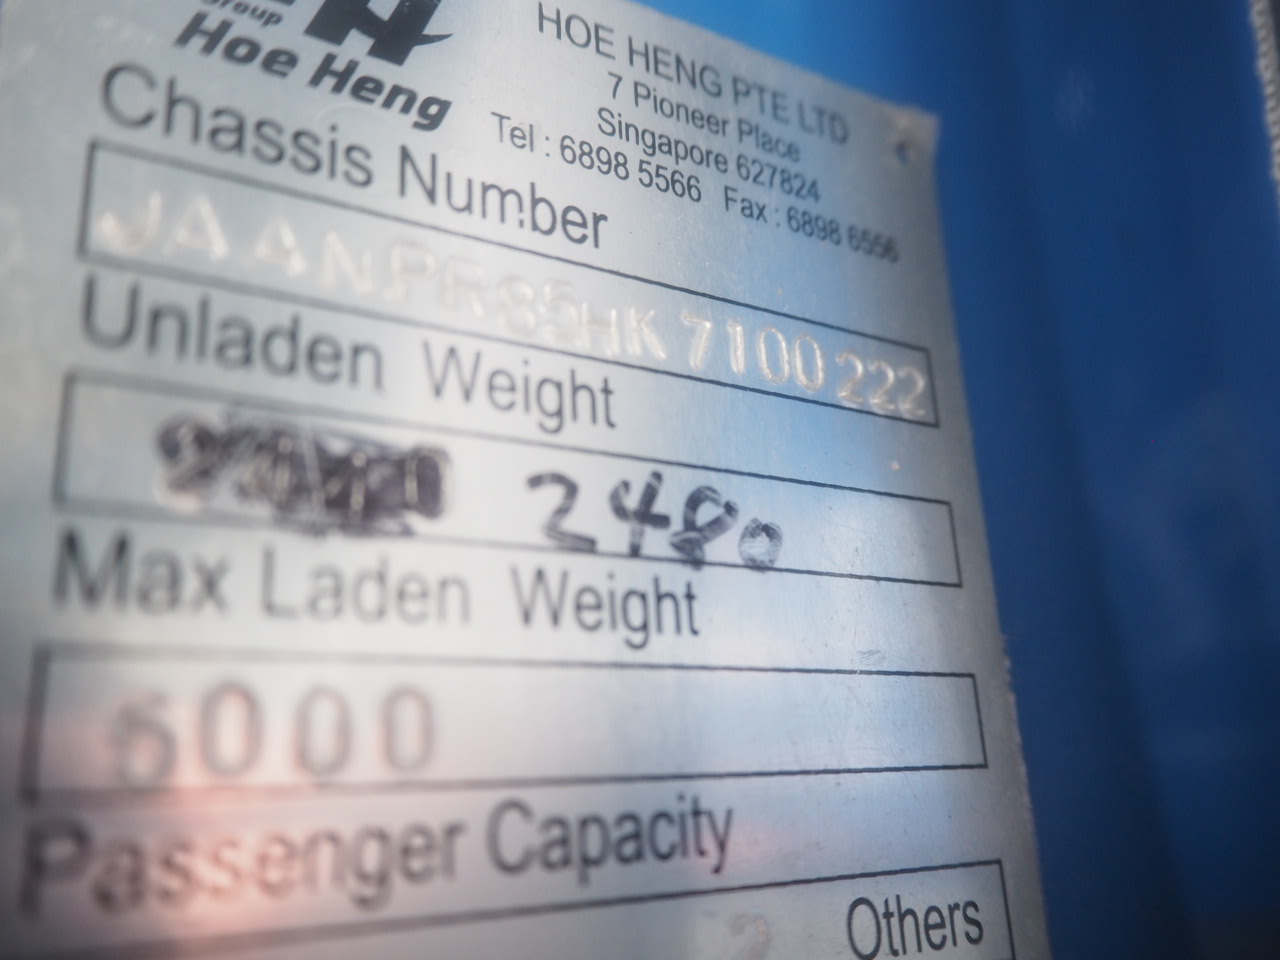 Group
Hoe Heng
HOE HENG PTE LTD
7 Pioneer Place
Singapore 627824
Tel : 6898 5566 Fax : 6898 6556
Chassis Number
JAANPR85HK7100222
Unladen Weight
2480
Max Laden Weight
6000
Passenger Capacity
2
Others